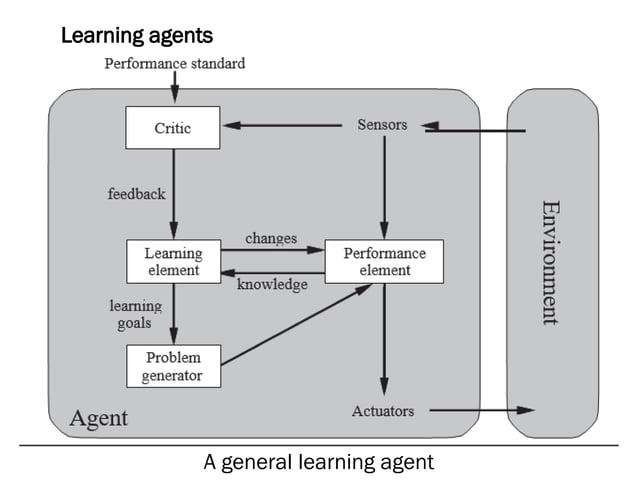 Learning agents
Performance standard
Critic
Sensors
feedback
Learning
element
changes
knowledge
Performance
element
Environment
learning
goals
Problem
generator
Agent
Actuators
A general learning agent